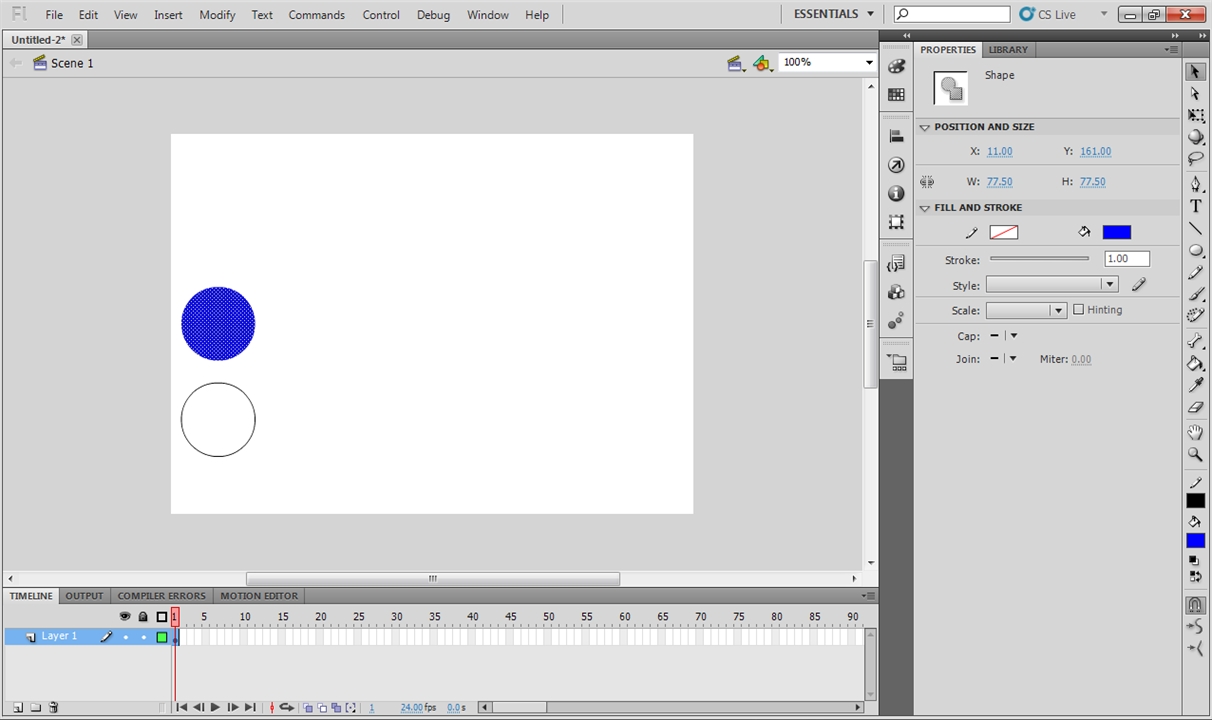 Fl File Edit View Insert Modify Text Commands Control Debug Window Help ESSENTIALS CS Live
Untitled-2*
Scene 1 100%
PROPERTIES LIBRARY
Shape
POSITION AND SIZE
X: 11.00 Y: 161.00
W: 77.50 H: 77.50
FILL AND STROKE
Stroke: 1.00
Style:
Scale: Hinting
Cap:
Join: Miter: 0.00
T
TIMELINE OUTPUT COMPILER ERRORS MOTION EDITOR
1 5 10 15 20 25 30 35 40 45 50 55 60 65 70 75 80 85 90
Layer 1
1 24.00 fps 0.0 s